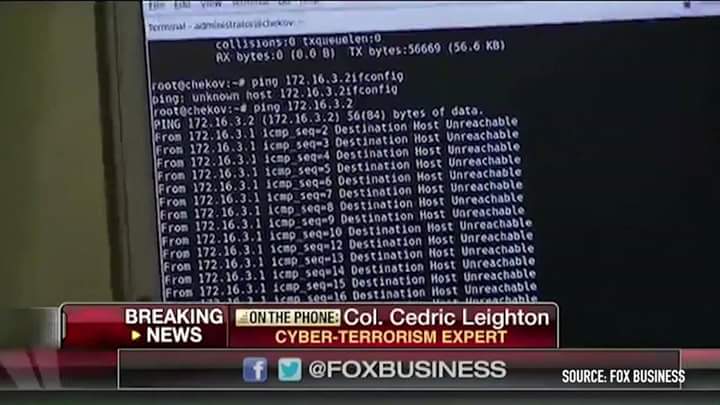 File Edit View Terminal Help
Terminal - administrator@chekov:
collisions:0 txqueuelen:0
RX bytes:0 (0.0 B) TX bytes:56669 (56.6 KB)
root@chekov:~# ping 172.16.3.2ifconfig
ping: unknown host 172.16.3.2ifconfig
root@chekov:~# ping 172.16.3.2
PING 172.16.3.2 (172.16.3.2) 56(84) bytes of data.
From 172.16.3.1 icmp_seq=2 Destination Host Unreachable
From 172.16.3.1 icmp_seq=3 Destination Host Unreachable
From 172.16.3.1 icmp_seq=4 Destination Host Unreachable
From 172.16.3.1 icmp_seq=5 Destination Host Unreachable
From 172.16.3.1 icmp_seq=6 Destination Host Unreachable
From 172.16.3.1 icmp_seq=7 Destination Host Unreachable
From 172.16.3.1 icmp_seq=8 Destination Host Unreachable
From 172.16.3.1 icmp_seq=9 Destination Host Unreachable
From 172.16.3.1 icmp_seq=10 Destination Host Unreachable
From 172.16.3.1 icmp_seq=12 Destination Host Unreachable
From 172.16.3.1 icmp_seq=13 Destination Host Unreachable
From 172.16.3.1 icmp_seq=14 Destination Host Unreachable
From 172.16.3.1 icmp_seq=15 Destination Host Unreachable
172.16.3.1 icmp_seq=16 Destination Host Unreachable
BREAKING NEWS
ON THE PHONE: Col. Cedric Leighton
CYBER-TERRORISM EXPERT
@FOXBUSINESS
SOURCE: FOX BUSINESS